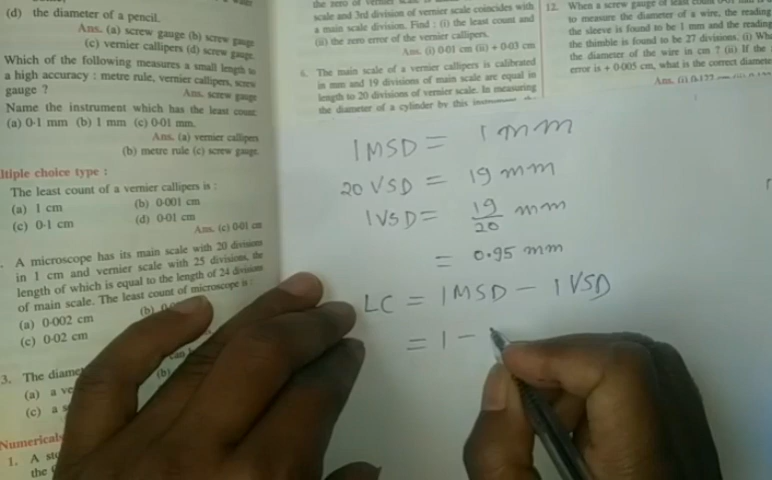 (d) the diameter of a pencil.
Ans. (a) screw gauge (b) screw gauge
(c) vernier callipers (d) screw gauge
Which of the following measures a small length to
a high accuracy : metre rule, vernier callipers, screw
gauge ?
Ans. screw gauge
Name the instrument which has the least count
(a) 0·1 mm (b) 1 mm (c) 0·01 mm.
Ans. (a) vernier callipers
(b) metre rule (c) screw gauge
ltiple choice type :
The least count of a vernier callipers is :
(a) 1 cm (b) 0·001 cm
(c) 0·1 cm (d) 0·01 cm
Ans. (c) 0·01 cm
A microscope has its main scale with 20 divisions
in 1 cm and vernier scale with 25 divisions, the
length of which is equal to the length of 24 divisions
of main scale. The least count of microscope is :
(a) 0·002 cm (b)
(c) 0·02 cm
3. The
(a) a
(c) a
(b)
Numericals
1. A
the
scale and 3rd division of vernier scale coincides with
a main scale division. Find : (i) the least count and
(ii) the zero error of the vernier callipers.
Ans. (i) 0·01 cm (ii) + 0·03 cm
6. The main scale of a vernier callipers is calibrated
in mm and 19 divisions of main scale are equal in
length to 20 divisions of vernier scale. In measuring
the diameter of a cylinder by this
12. When a screw gauge of least count
to measure the diameter of a wire, the reading
the sleeve is found to be 1 mm and the reading
the thimble is found to be 27 divisions. (i)
the diameter of the wire in cm ? (ii) If the
error is + 0·005 cm, what is the correct
Ans. (i)
1 MSD = 1 mm
20 VSD = 19 mm
1 VSD = 19/20 mm
= 0.95 mm
LC = 1 MSD - 1 VSD
= 1 -